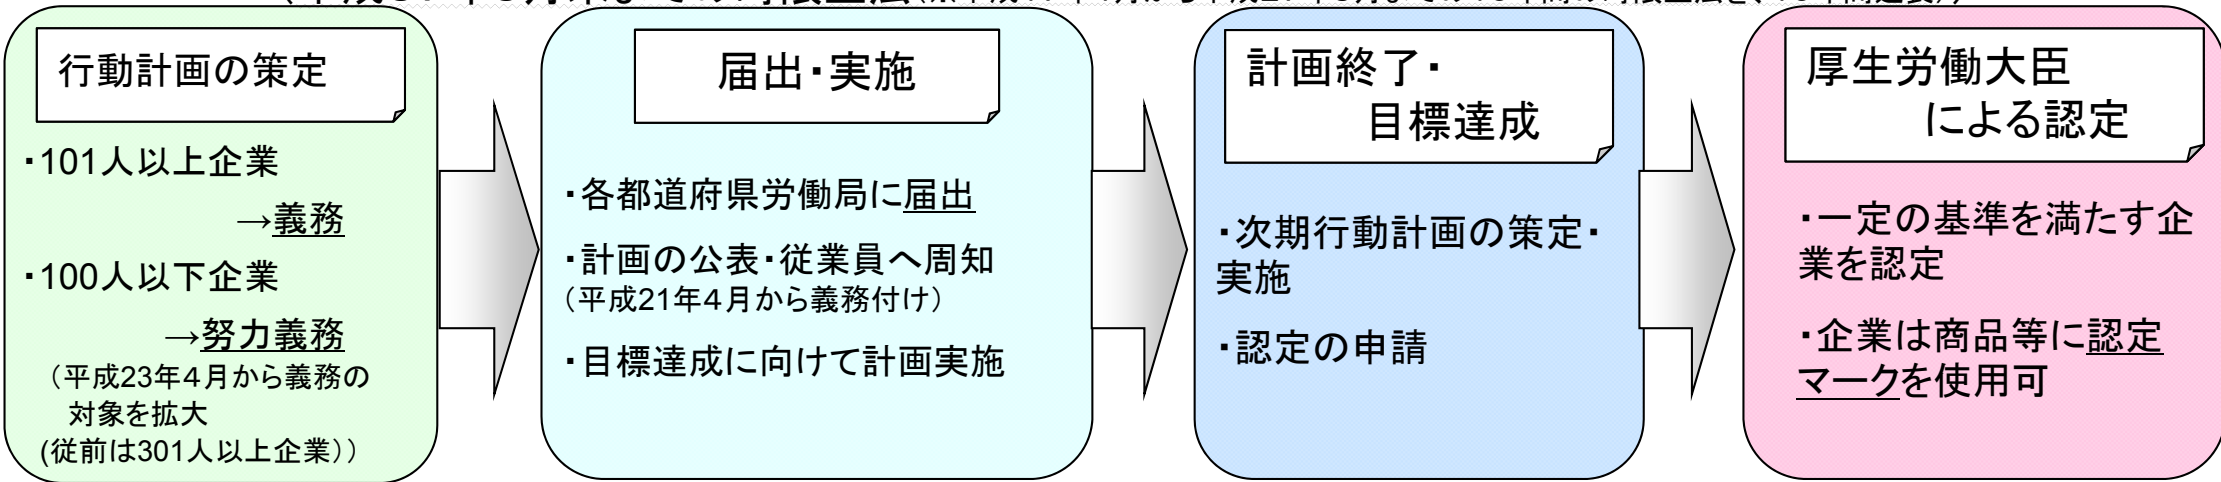 行動計画の策定
・101人以上企業
→義務
・100人以下企業
→努力義務
（平成23年４月から義務の
対象を拡大
(従前は301人以上企業））
届出・実施
・各都道府県労働局に届出
・計画の公表・従業員へ周知
（平成21年４月から義務付け）
・目標達成に向けて計画実施
計画終了・
目標達成
・次期行動計画の策定・
実施
・認定の申請
厚生労働大臣
による認定
・一定の基準を満たす企
業を認定
・企業は商品等に認定
マークを使用可